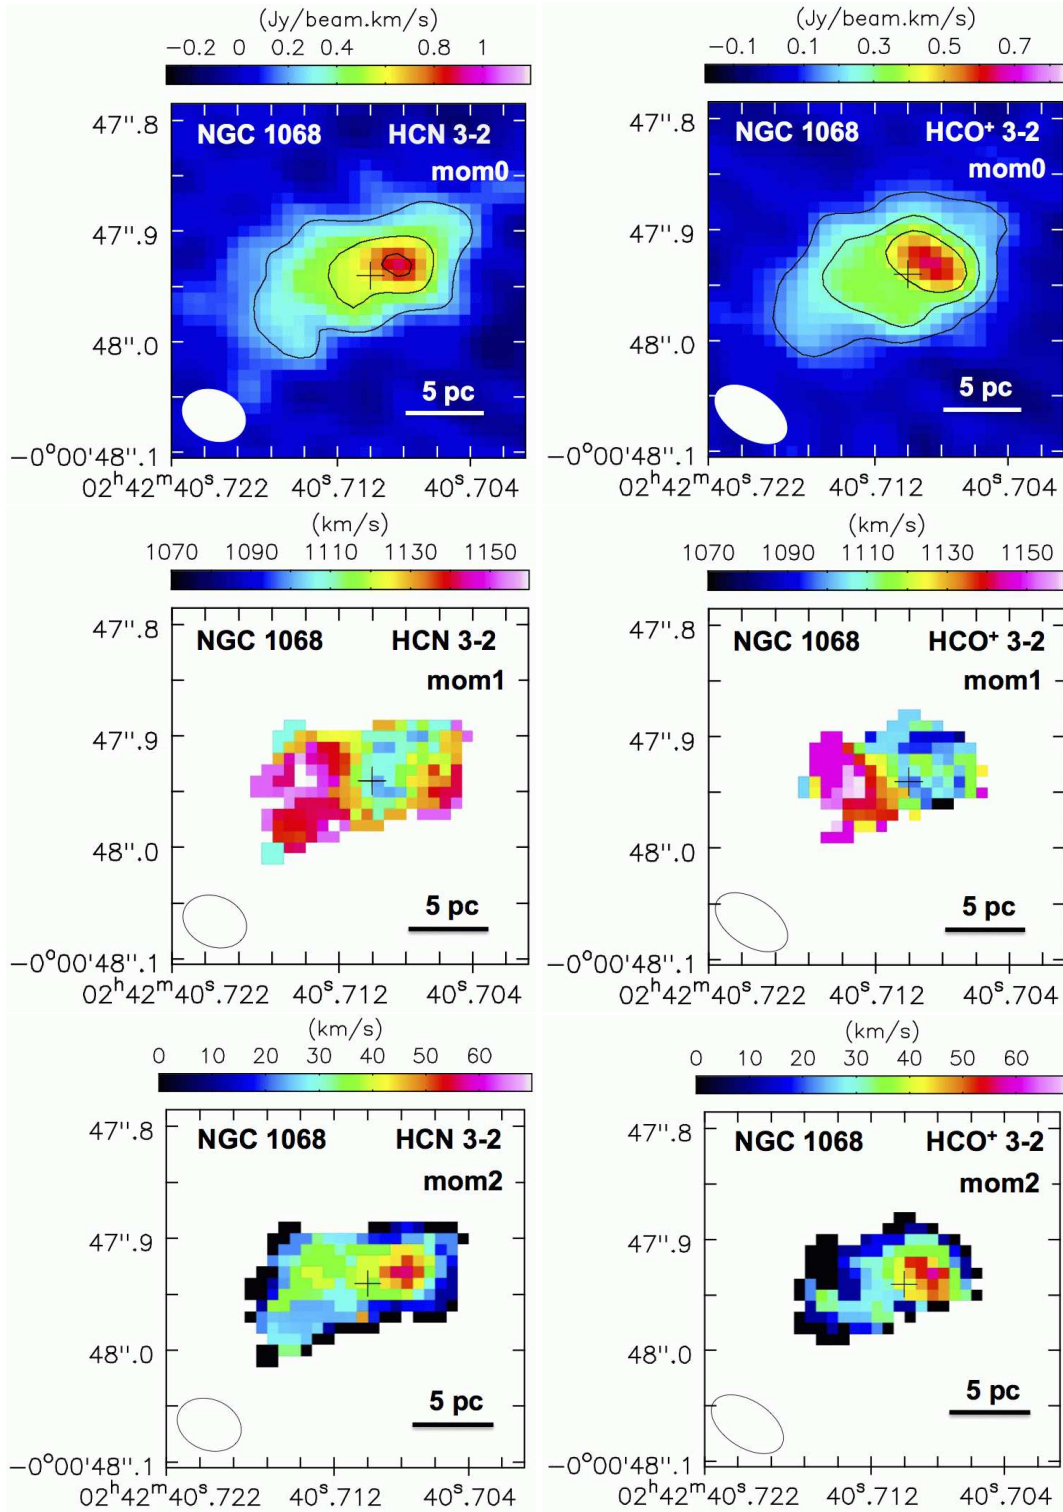 (Jy/beam.km/s)
−0.2 0 0.2 0.4 0.8 1
NGC 1068 HCN 3-2
mom0
47".8
47".9
48".0
−0°00'48".1
5 pc
02ʰ42ᵐ40ˢ.722 40ˢ.712 40ˢ.704
(Jy/beam.km/s)
−0.1 0.1 0.3 0.5 0.7
NGC 1068 HCO⁺ 3-2
mom0
47".8
47".9
48".0
−0°00'48".1
5 pc
02ʰ42ᵐ40ˢ.722 40ˢ.712 40ˢ.704
(km/s)
1070 1090 1110 1130 1150
NGC 1068 HCN 3-2
mom1
47".8
47".9
48".0
−0°00'48".1
5 pc
02ʰ42ᵐ40ˢ.722 40ˢ.712 40ˢ.704
(km/s)
1070 1090 1110 1130 1150
NGC 1068 HCO⁺ 3-2
mom1
47".8
47".9
48".0
−0°00'48".1
5 pc
02ʰ42ᵐ40ˢ.722 40ˢ.712 40ˢ.704
(km/s)
0 10 20 30 40 50 60
NGC 1068 HCN 3-2
mom2
47".8
47".9
48".0
−0°00'48".1
5 pc
02ʰ42ᵐ40ˢ.722 40ˢ.712 40ˢ.704
(km/s)
0 10 20 30 40 50 60
NGC 1068 HCO⁺ 3-2
mom2
47".8
47".9
48".0
−0°00'48".1
5 pc
02ʰ42ᵐ40ˢ.722 40ˢ.712 40ˢ.704